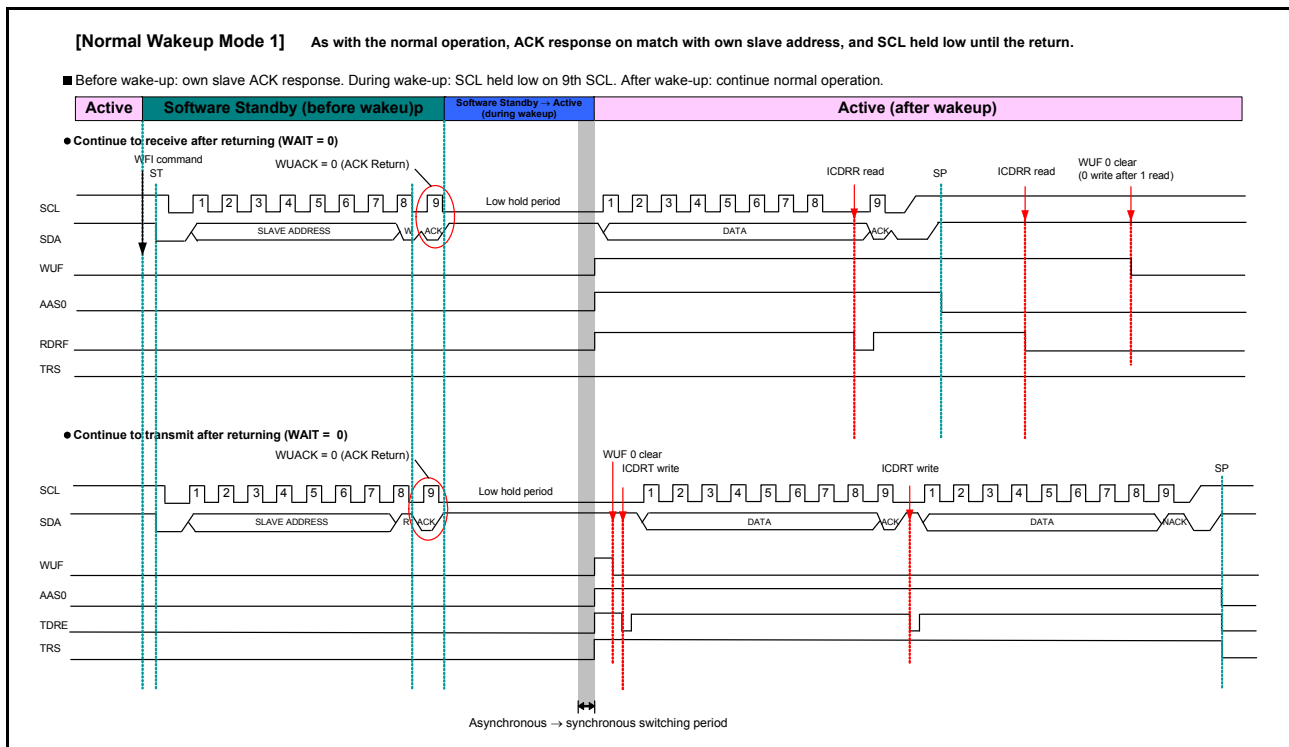 [Normal Wakeup Mode 1] As with the normal operation, ACK response on match with own slave address, and SCL held low until the return.
■ Before wake-up: own slave ACK response. During wake-up: SCL held low on 9th SCL. After wake-up: continue normal operation.
Active Software Standby (before wakeu)p Software Standby → Active (during wakeup) Active (after wakeup)
● Continue to receive after returning (WAIT = 0)
WFI command
ST
WUACK = 0 (ACK Return)
ICDRR read
SP
ICDRR read
WUF 0 clear
(0 write after 1 read)
SCL 1 2 3 4 5 6 7 8 9 Low hold period 1 2 3 4 5 6 7 8 9
SDA SLAVE ADDRESS W ACK DATA ACK
WUF
AAS0
RDRF
TRS
● Continue to transmit after returning (WAIT = 0)
WUACK = 0 (ACK Return)
WUF 0 clear
ICDRT write
ICDRT write
SP
SCL 1 2 3 4 5 6 7 8 9 Low hold period 1 2 3 4 5 6 7 8 9 1 2 3 4 5 6 7 8 9
SDA SLAVE ADDRESS R ACK DATA ACK DATA NACK
WUF
AAS0
TDRE
TRS
Asynchronous → synchronous switching period